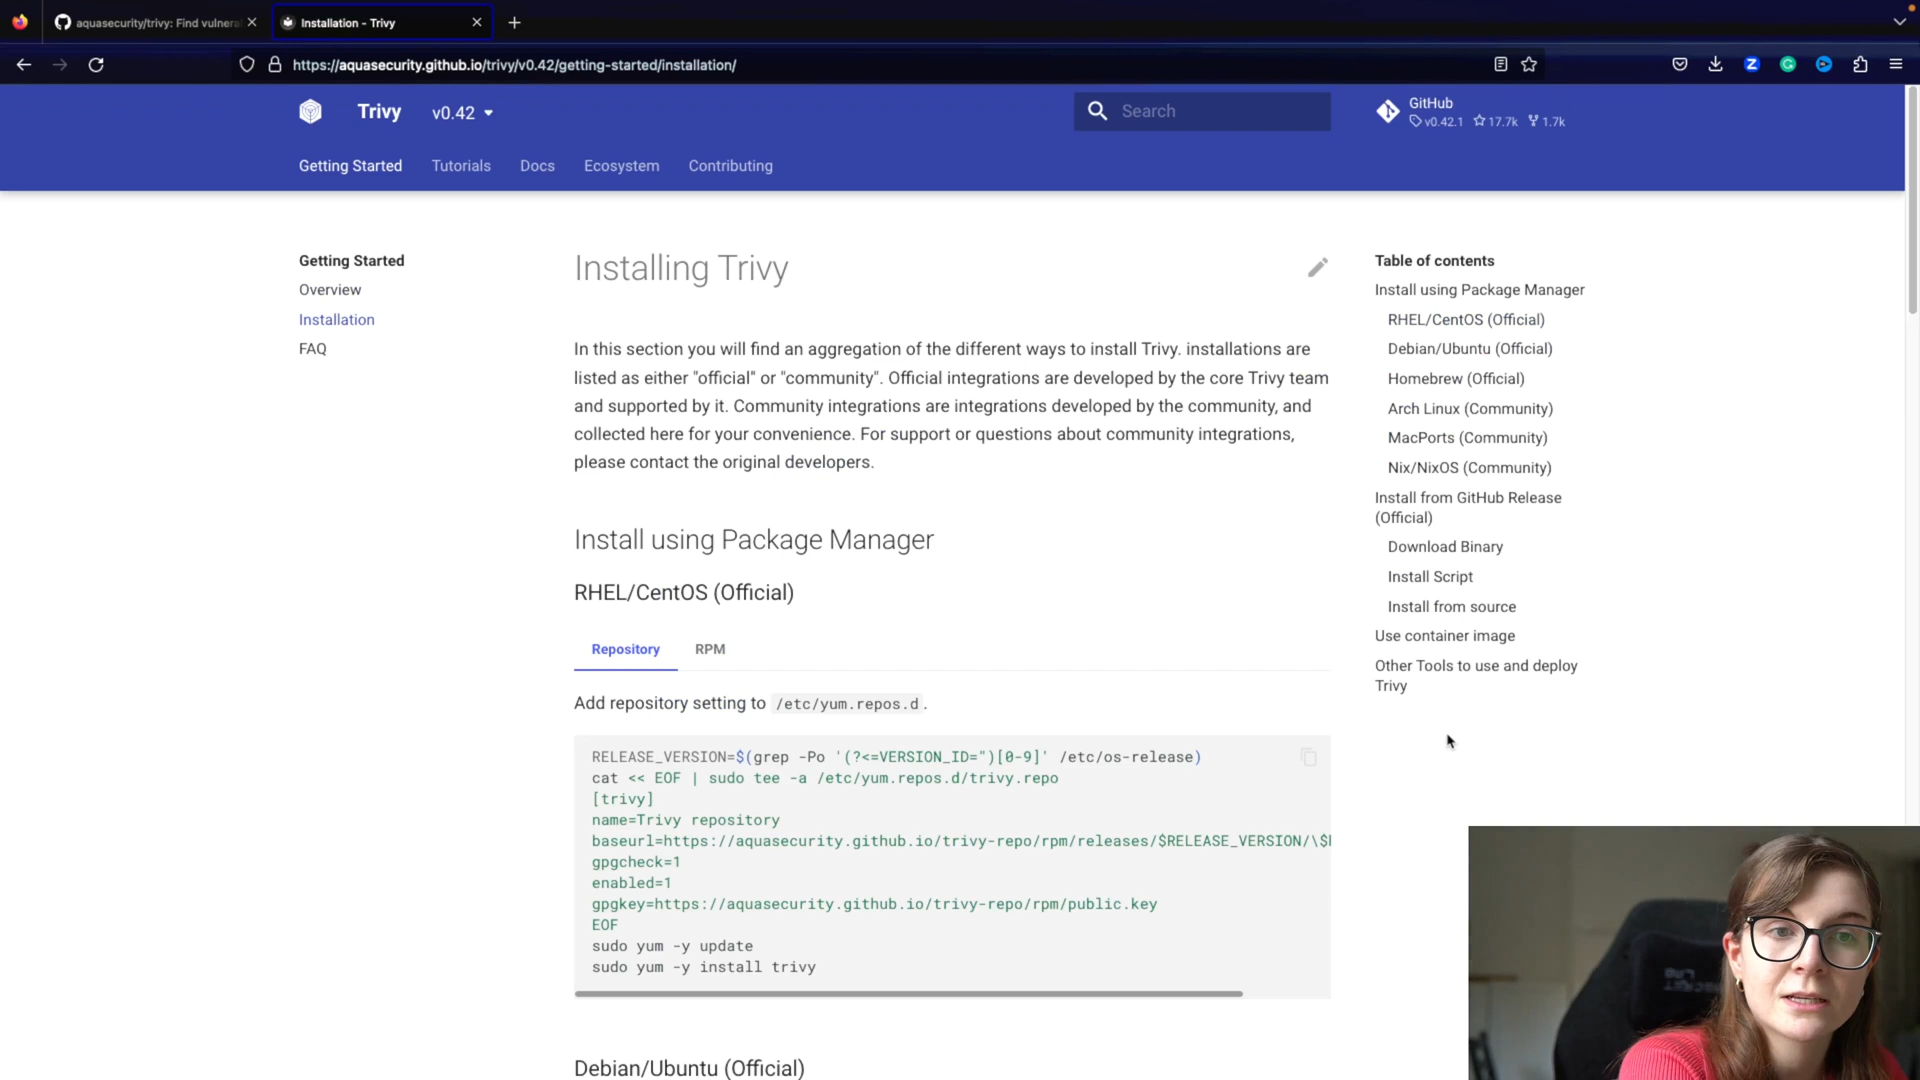 aquasecurity/trivy: Find vulnera
Installation - Trivy
https://aquasecurity.github.io/trivy/v0.42/getting-started/installation/
Trivy
v0.42
Search
GitHub
v0.42.1 17.7k 1.7k
Getting Started
Tutorials
Docs
Ecosystem
Contributing
Getting Started
Overview
Installation
FAQ
Installing Trivy
In this section you will find an aggregation of the different ways to install Trivy. installations are
listed as either "official" or "community". Official integrations are developed by the core Trivy team
and supported by it. Community integrations are integrations developed by the community, and
collected here for your convenience. For support or questions about community integrations,
please contact the original developers.
Install using Package Manager
RHEL/CentOS (Official)
Repository
RPM
Add repository setting to /etc/yum.repos.d.
RELEASE_VERSION=$(grep -Po '(?<=VERSION_ID=")[0-9]' /etc/os-release)
cat << EOF | sudo tee -a /etc/yum.repos.d/trivy.repo
[trivy]
name=Trivy repository
baseurl=https://aquasecurity.github.io/trivy-repo/rpm/releases/$RELEASE_VERSION/\$
gpgcheck=1
enabled=1
gpgkey=https://aquasecurity.github.io/trivy-repo/rpm/public.key
EOF
sudo yum -y update
sudo yum -y install trivy
Debian/Ubuntu (Official)
Table of contents
Install using Package Manager
RHEL/CentOS (Official)
Debian/Ubuntu (Official)
Homebrew (Official)
Arch Linux (Community)
MacPorts (Community)
Nix/NixOS (Community)
Install from GitHub Release
(Official)
Download Binary
Install Script
Install from source
Use container image
Other Tools to use and deploy
Trivy